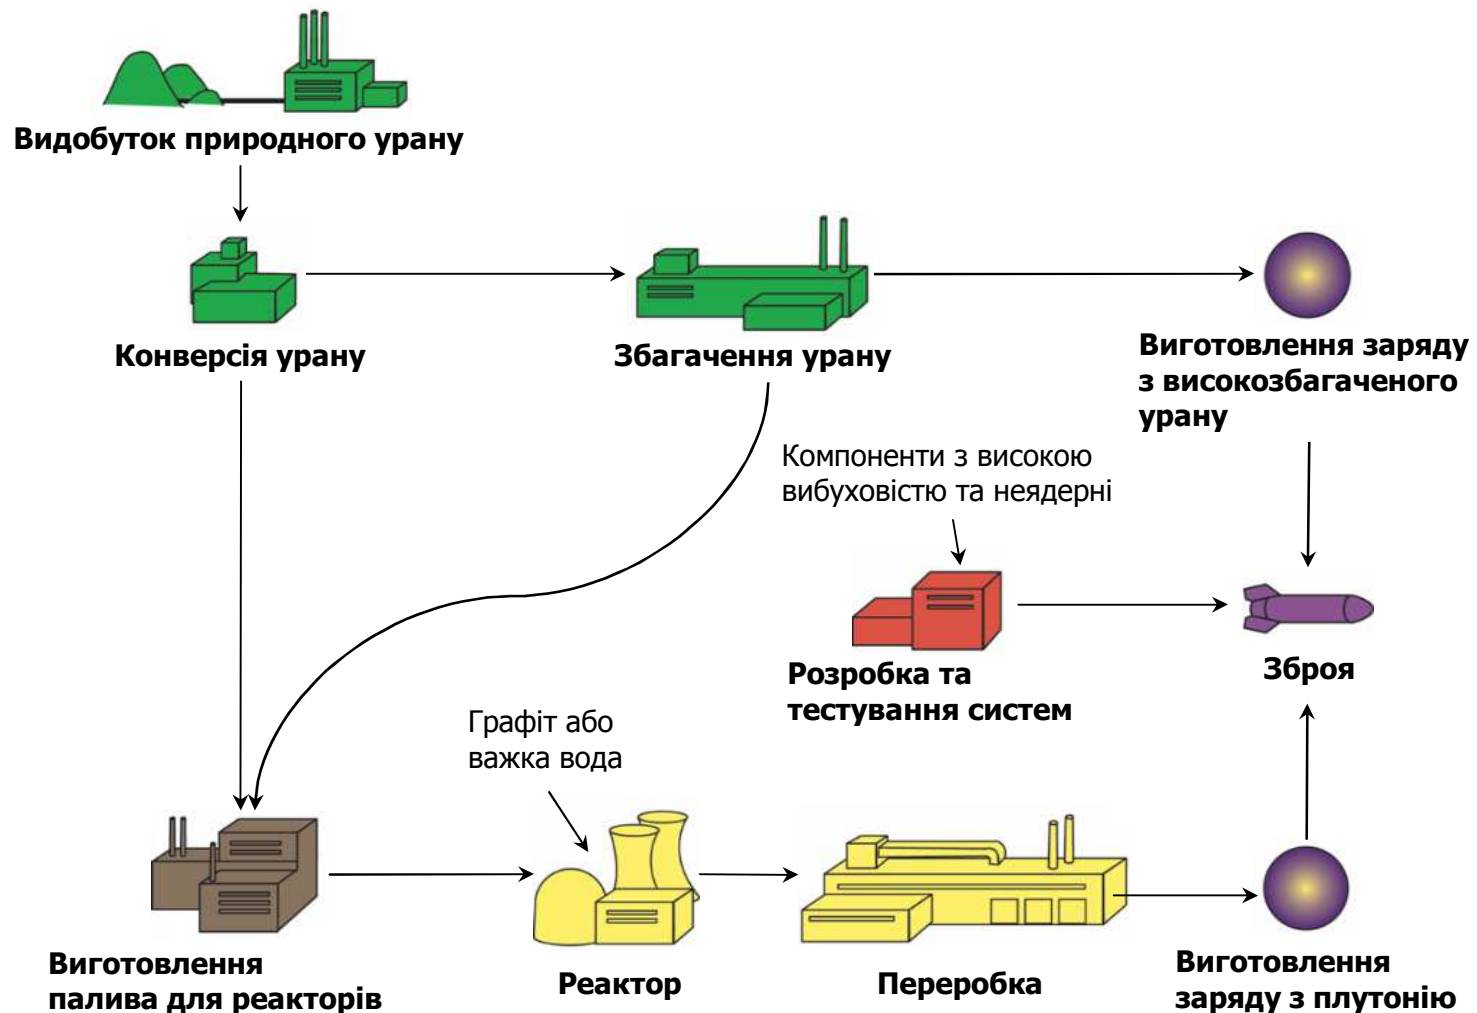 Видобуток природного урану
Конверсія урану
Збагачення урану
Виготовлення заряду
з високозбагаченого
урану
Компоненти з високою
вибуховістю та неядерні
Розробка та
тестування систем
Зброя
Графіт або
важка вода
Виготовлення
палива для реакторів
Реактор
Переробка
Виготовлення
заряду з плутонію